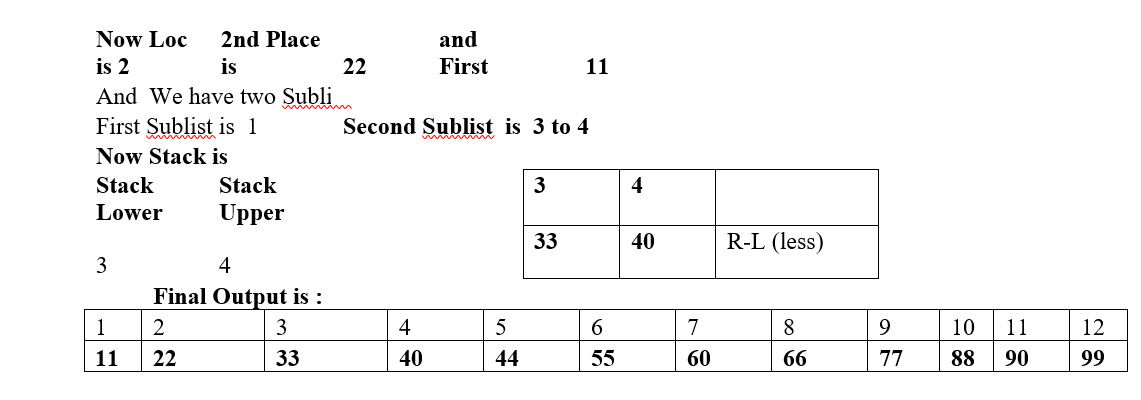 Now Loc 2nd Place and
is 2 is 22 First 11
And We have two Subli
First Sublist is 1 Second Sublist is 3 to 4
Now Stack is
Stack Stack
Lower Upper
3 4
3 4
33 40 R-L (less)
Final Output is :
1 2 3 4 5 6 7 8 9 10 11 12
11 22 33 40 44 55 60 66 77 88 90 99